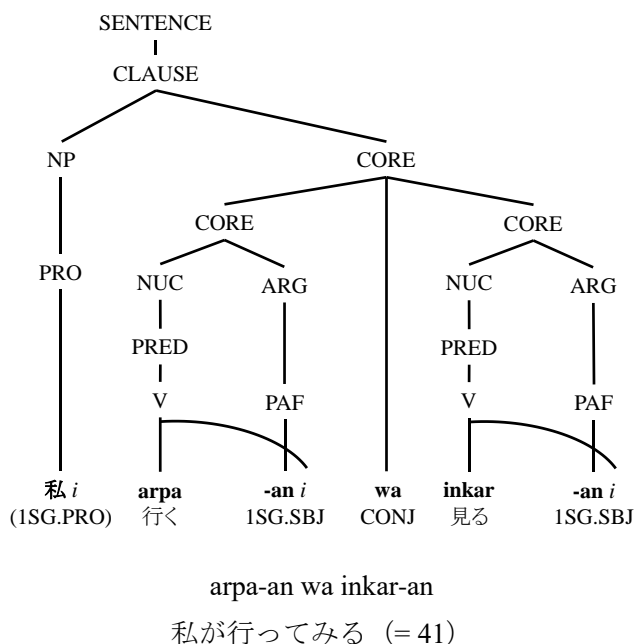 SENTENCE
CLAUSE
NP CORE
CORE CORE
PRO NUC ARG NUC ARG
PRED PRED
V PAF V PAF
私 i arpa -an i wa inkar -an i
(1SG.PRO) 行く 1SG.SBJ CONJ 見る 1SG.SBJ
arpa-an wa inkar-an
私が行ってみる (= 41)